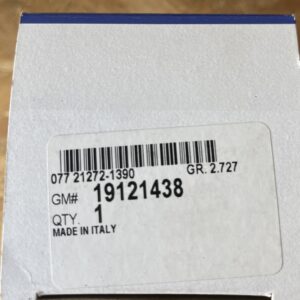 077 21272-1390 GR. 2.727
GM# 19121438
QTY. 1
MADE IN ITALY